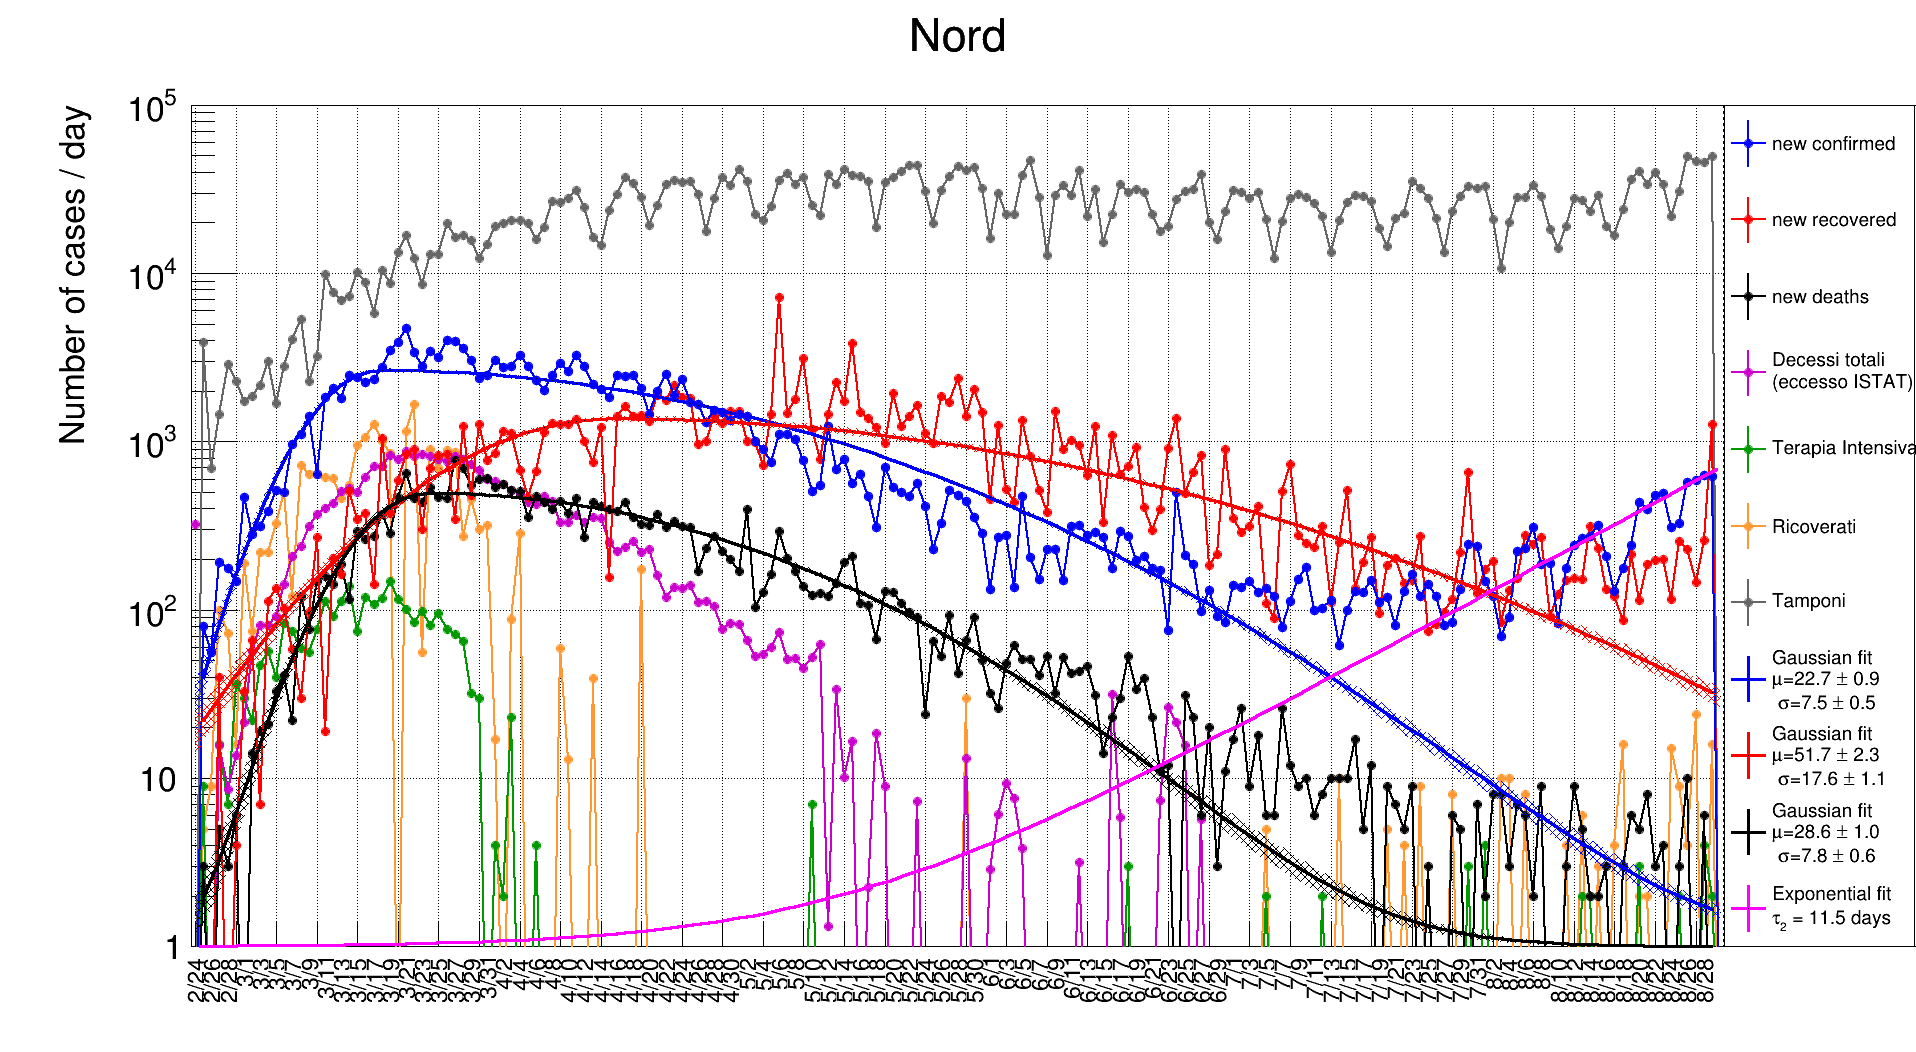 Nord
Number of cases / day
10^5
10^4
10^3
10^2
10
1
2/24 2/26 2/28 3/1 3/3 3/5 3/7 3/9 3/11 3/13 3/15 3/17 3/19 3/21 3/23 3/25 3/27 3/29 3/31 4/2 4/4 4/6 4/8 4/10 4/12 4/14 4/16 4/18 4/20 4/22 4/24 4/26 4/28 4/30 5/2 5/4 5/6 5/8 5/10 5/12 5/14 5/16 5/18 5/20 5/22 5/24 5/26 5/28 5/30 6/1 6/3 6/5 6/7 6/9 6/11 6/13 6/15 6/17 6/19 6/21 6/23 6/25 6/27 6/29 7/1 7/3 7/5 7/7 7/9 7/11 7/13 7/15 7/17 7/19 7/21 7/23 7/25 7/27 7/29 7/31 8/2 8/4 8/6 8/8 8/10 8/12 8/14 8/16 8/18 8/20 8/22 8/24 8/26 8/28
new confirmed
new recovered
new deaths
Decessi totali
(eccesso ISTAT)
Terapia Intensiva
Ricoverati
Tamponi
Gaussian fit
μ=22.7 ± 0.9
σ=7.5 ± 0.5
Gaussian fit
μ=51.7 ± 2.3
σ=17.6 ± 1.1
Gaussian fit
μ=28.6 ± 1.0
σ=7.8 ± 0.6
Exponential fit
τ₂ = 11.5 days